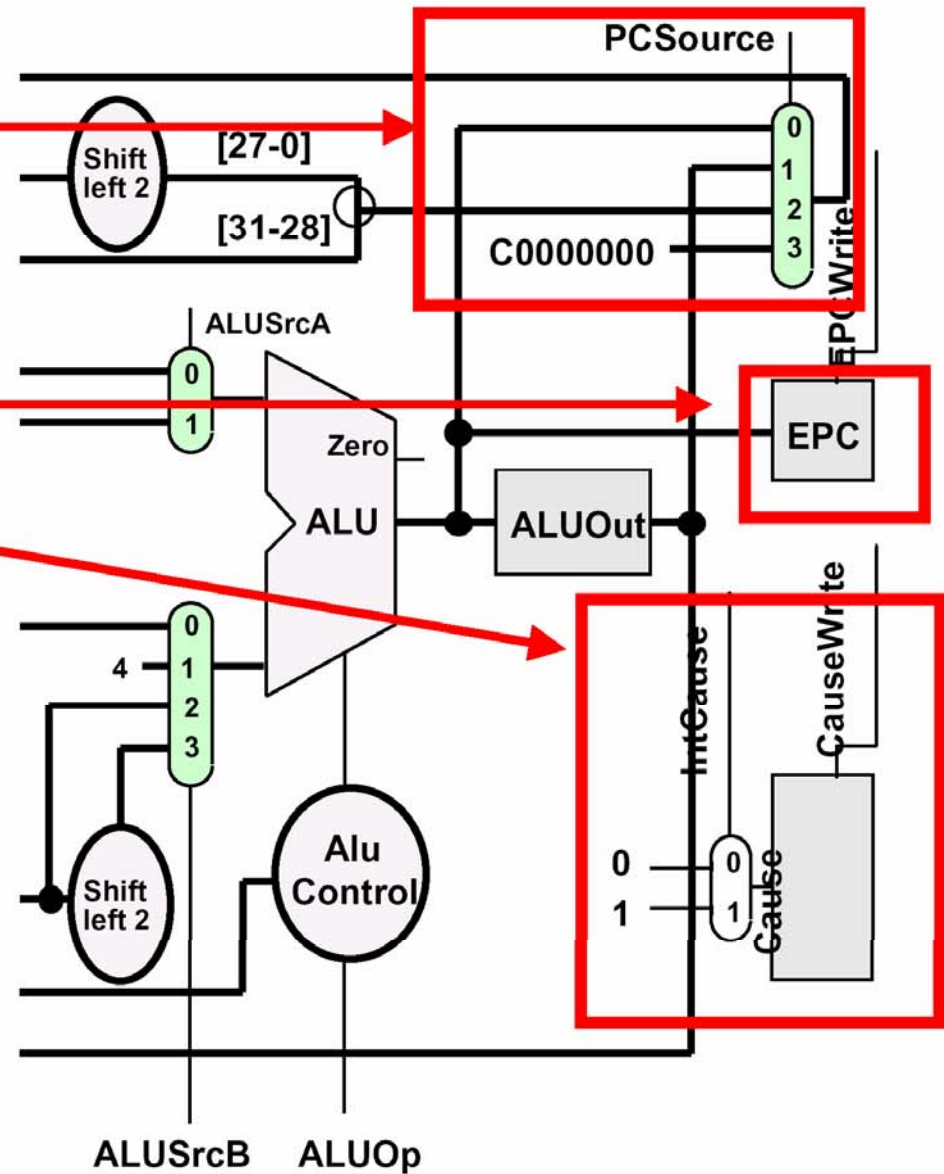 PCSource
0
1
2
3
Shift
left 2
[27-0]
[31-28]
C0000000
EPCWrite
ALUSrcA
0
1
Zero
EPC
ALU
ALUOut
0
4
1
2
3
IntCause
CauseWrite
Alu
Control
Shift
left 2
0
0
1
1
Cause
ALUSrcB
ALUOp